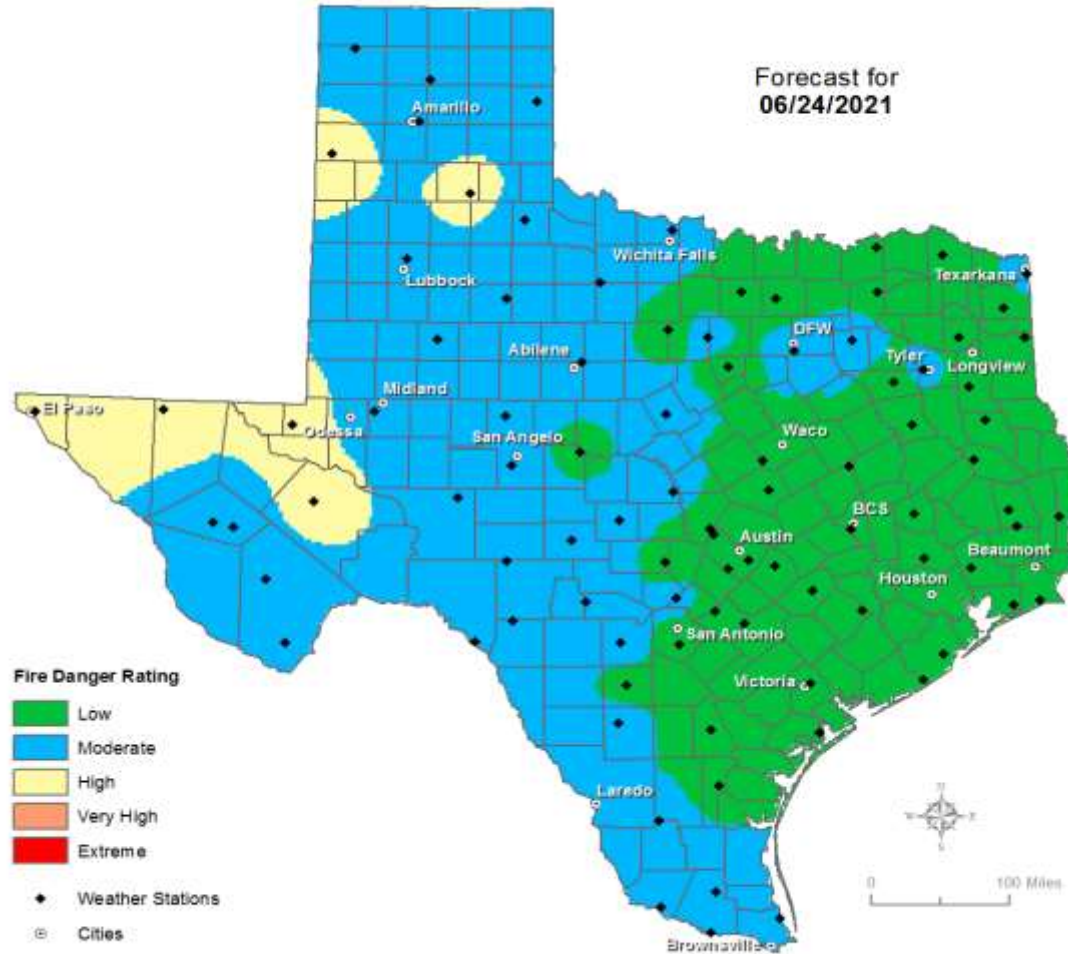 Forecast for
06/24/2021
Amarillo
Wichita Falls
Lubbock
Texarkana
DFW
Abilene
Tyler
Longview
Midland
El Paso
Odessa
Waco
San Angelo
BCS
Austin
Beaumont
Houston
San Antonio
Victoria
Laredo
Brownsville
Fire Danger Rating
Low
Moderate
High
Very High
Extreme
Weather Stations
Cities
N
W E
S
0 100 Miles